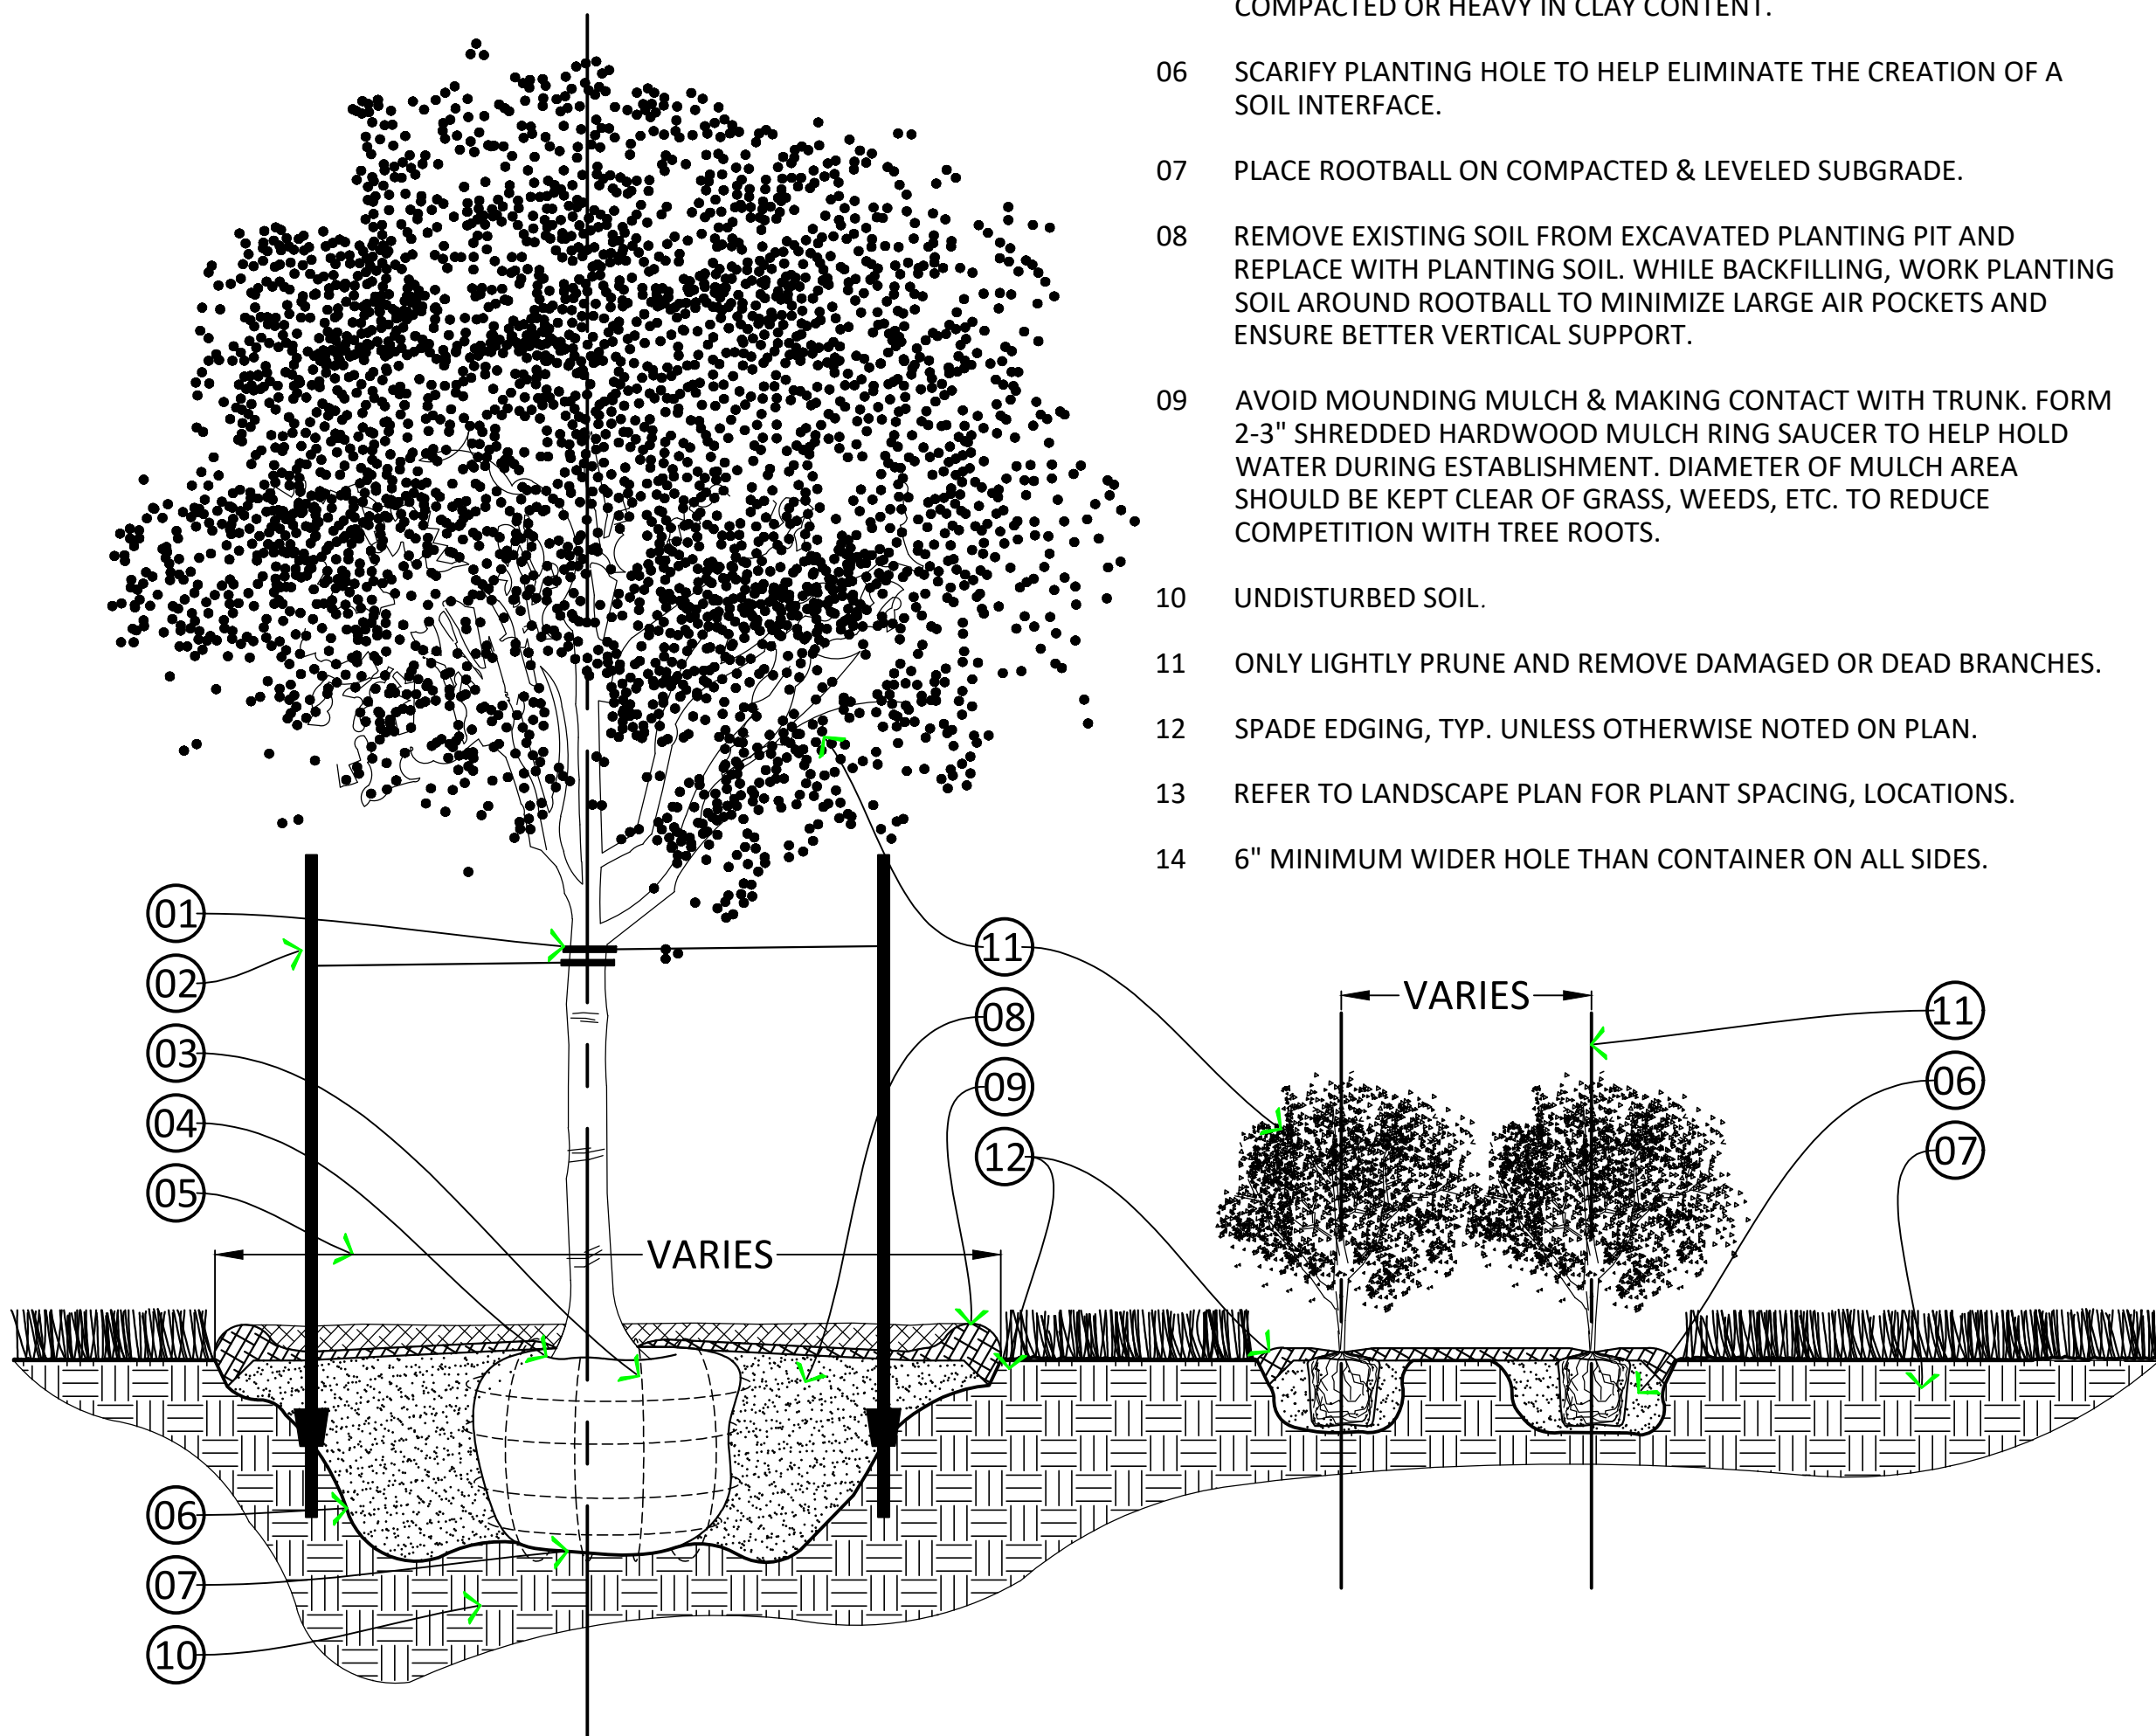 COMPACTED OR HEAVY IN CLAY CONTENT.
06 SCARIFY PLANTING HOLE TO HELP ELIMINATE THE CREATION OF A
SOIL INTERFACE.
07 PLACE ROOTBALL ON COMPACTED & LEVELED SUBGRADE.
08 REMOVE EXISTING SOIL FROM EXCAVATED PLANTING PIT AND
REPLACE WITH PLANTING SOIL. WHILE BACKFILLING, WORK PLANTING
SOIL AROUND ROOTBALL TO MINIMIZE LARGE AIR POCKETS AND
ENSURE BETTER VERTICAL SUPPORT.
09 AVOID MOUNDING MULCH & MAKING CONTACT WITH TRUNK. FORM
2-3" SHREDDED HARDWOOD MULCH RING SAUCER TO HELP HOLD
WATER DURING ESTABLISHMENT. DIAMETER OF MULCH AREA
SHOULD BE KEPT CLEAR OF GRASS, WEEDS, ETC. TO REDUCE
COMPETITION WITH TREE ROOTS.
10 UNDISTURBED SOIL.
11 ONLY LIGHTLY PRUNE AND REMOVE DAMAGED OR DEAD BRANCHES.
12 SPADE EDGING, TYP. UNLESS OTHERWISE NOTED ON PLAN.
13 REFER TO LANDSCAPE PLAN FOR PLANT SPACING, LOCATIONS.
14 6" MINIMUM WIDER HOLE THAN CONTAINER ON ALL SIDES.
01
02
03
04
05
VARIES
06
07
10
11
08
09
12
VARIES
11
06
07